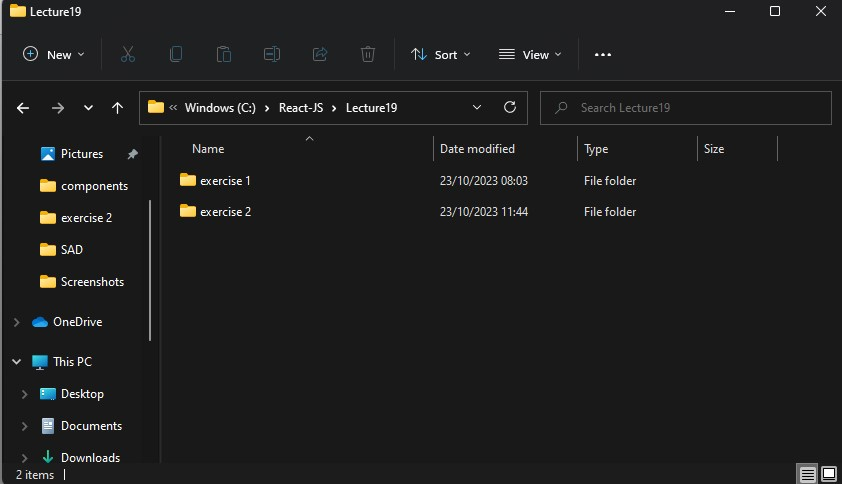 Lecture19
New
Sort
View
Windows (C:) > React-JS > Lecture19
Search Lecture19
Name Date modified Type Size
Pictures
components
exercise 2
SAD
Screenshots
OneDrive
This PC
Desktop
Documents
Downloads
exercise 1 23/10/2023 08:03 File folder
exercise 2 23/10/2023 11:44 File folder
2 items